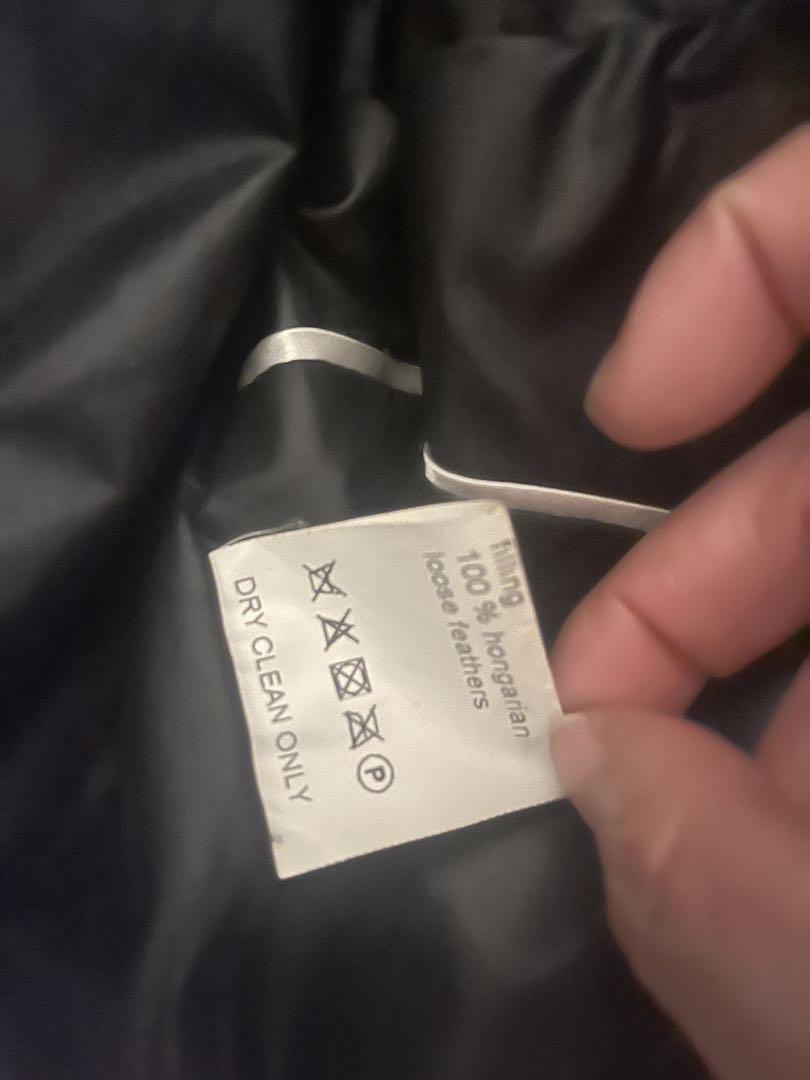 filling
100 % hongarian
loose feathers
P
DRY CLEAN ONLY